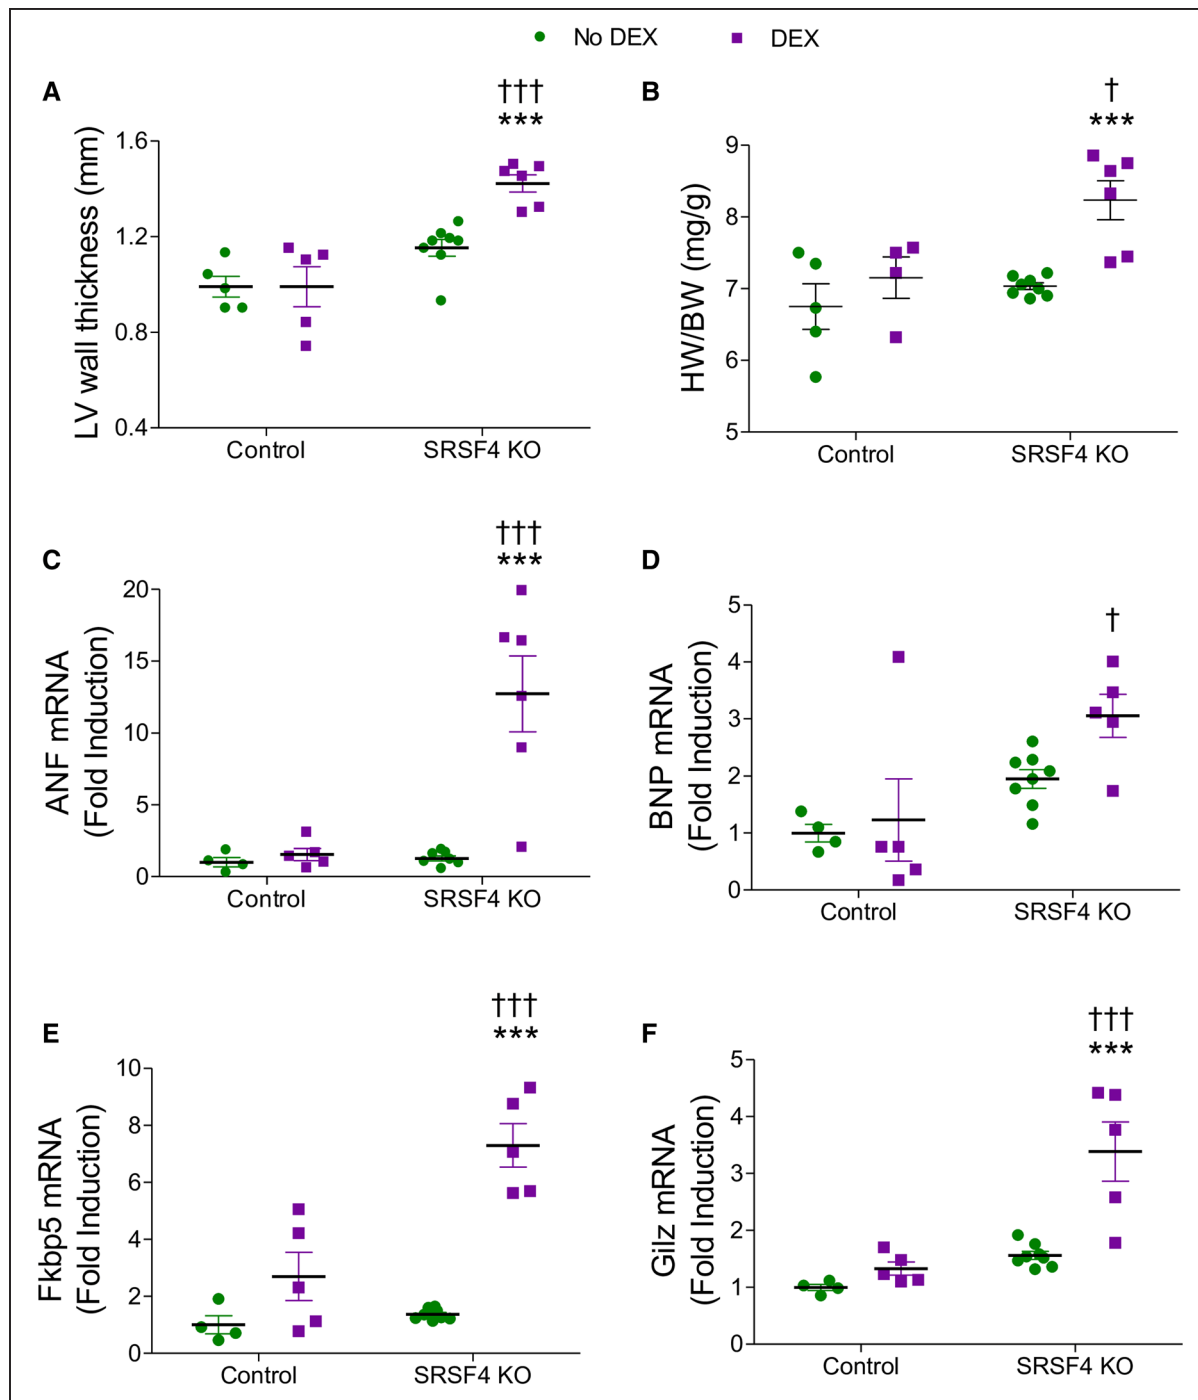 No DEX DEX
A
†††
***
LV wall thickness (mm)
1.6
1.2
0.8
0.4
Control SRSF4 KO
B
†
***
HW/BW (mg/g)
9
8
7
6
5
Control SRSF4 KO
C
†††
***
ANF mRNA
(Fold Induction)
20
15
10
5
0
Control SRSF4 KO
D
†
BNP mRNA
(Fold Induction)
5
4
3
2
1
0
Control SRSF4 KO
E
†††
***
Fkbp5 mRNA
(Fold Induction)
10
8
6
4
2
0
Control SRSF4 KO
F
†††
***
Gilz mRNA
(Fold Induction)
5
4
3
2
1
0
Control SRSF4 KO